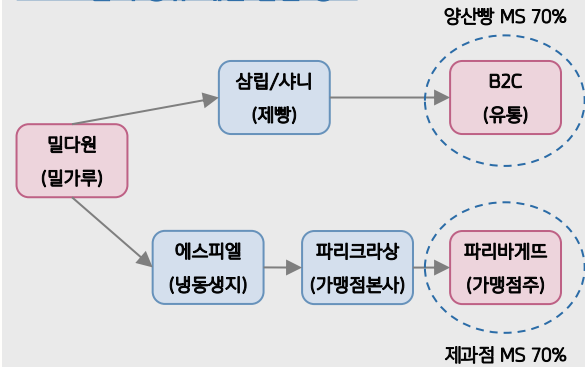 양산빵 MS 70%
삼립/샤니
(제빵)
B2C
(유통)
밀다원
(밀가루)
에스피엘
(냉동생지)
파리크라상
(가맹점본사)
파리바게뜨
(가맹점주)
제과점 MS 70%